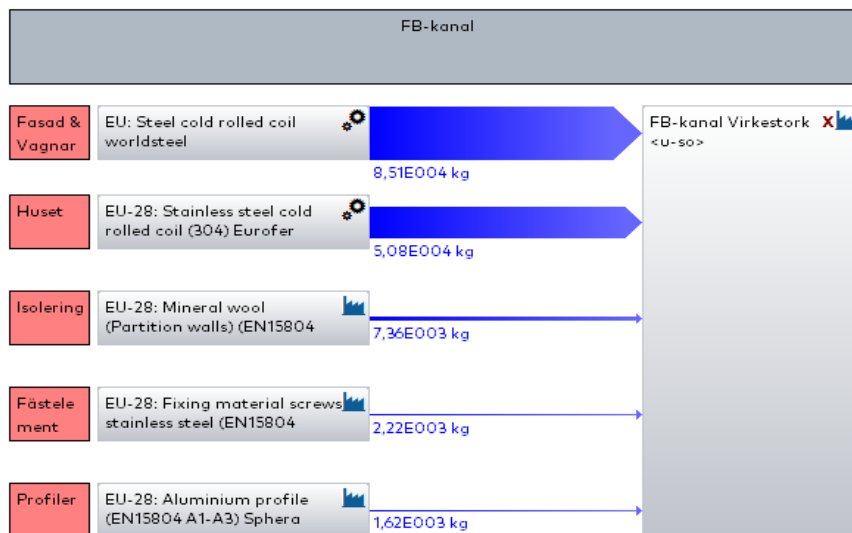 FB-kanal
Fasad &
Vagnar
EU: Steel cold rolled coil
worldsteel
8,51E004 kg
FB-kanal Virkestork
<u-so>
X
Huset
EU-28: Stainless steel cold
rolled coil (304) Eurofer
5,08E004 kg
Isolering
EU-28: Mineral wool
(Partition walls) (EN15804
7,36E003 kg
Fästele
ment
EU-28: Fixing material screws
stainless steel (EN15804
2,22E003 kg
Profiler
EU-28: Aluminium profile
(EN15804 A1-A3) Sphera
1,62E003 kg